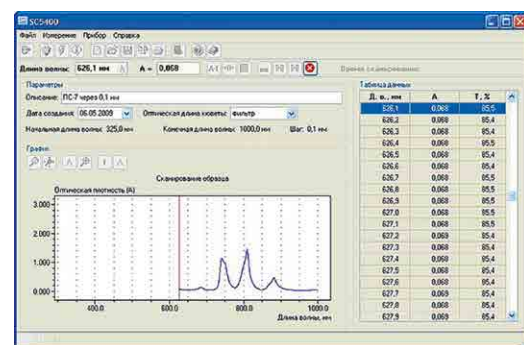 SC5400
Файл Измерение Прибор Справка
Длина волны: 626,1 нм A = 0,068 Время сканирования:
Параметры
Описание: ПС-7 через 0,1 нм
Дата создания: 06.05.2009 Оптическая длина кюветы: фильтр
Начальная длина волны: 325,0 нм Конечная длина волны: 1000,0 нм Шаг: 0,1 нм
График
Сканирование образца
Оптическая плотность (A)
3.000
2.000
1.000
0.000
400.0 600.0 800.0 1000.0
Длина волны, нм
Таблица данных
Д. в., нм A T, %
626,1 0,068 85,5
626,2 0,068 85,4
626,3 0,068 85,4
626,4 0,068 85,5
626,5 0,068 85,4
626,6 0,068 85,4
626,7 0,068 85,5
626,8 0,068 85,5
626,9 0,068 85,5
627,0 0,068 85,5
627,1 0,068 85,5
627,2 0,068 85,4
627,3 0,068 85,4
627,4 0,068 85,4
627,5 0,068 85,4
627,6 0,068 85,4
627,7 0,069 85,4
627,8 0,068 85,4
627,9 0,069 85,4